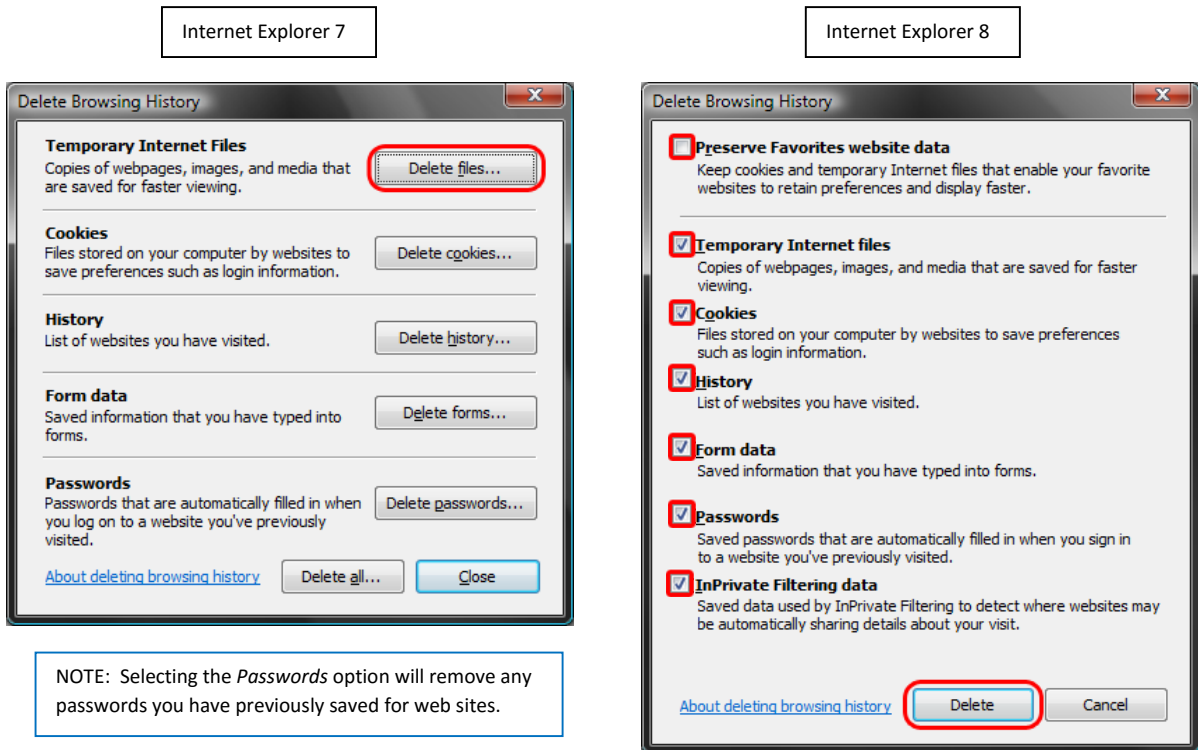 Internet Explorer 7
Delete Browsing History
Temporary Internet Files
Copies of webpages, images, and media that
are saved for faster viewing.
Delete files...
Cookies
Files stored on your computer by websites to
save preferences such as login information.
Delete cookies...
History
List of websites you have visited.
Delete history...
Form data
Saved information that you have typed into
forms.
Delete forms...
Passwords
Passwords that are automatically filled in when
you log on to a website you've previously
visited.
Delete passwords...
About deleting browsing history
Delete all...
Close
NOTE: Selecting the Passwords option will remove any
passwords you have previously saved for web sites.
Internet Explorer 8
Delete Browsing History
Preserve Favorites website data
Keep cookies and temporary Internet files that enable your favorite
websites to retain preferences and display faster.
Temporary Internet files
Copies of webpages, images, and media that are saved for faster
viewing.
Cookies
Files stored on your computer by websites to save preferences
such as login information.
History
List of websites you have visited.
Form data
Saved information that you have typed into forms.
Passwords
Saved passwords that are automatically filled in when you sign in
to a website you've previously visited.
InPrivate Filtering data
Saved data used by InPrivate Filtering to detect where websites may
be automatically sharing details about your visit.
About deleting browsing history
Delete
Cancel